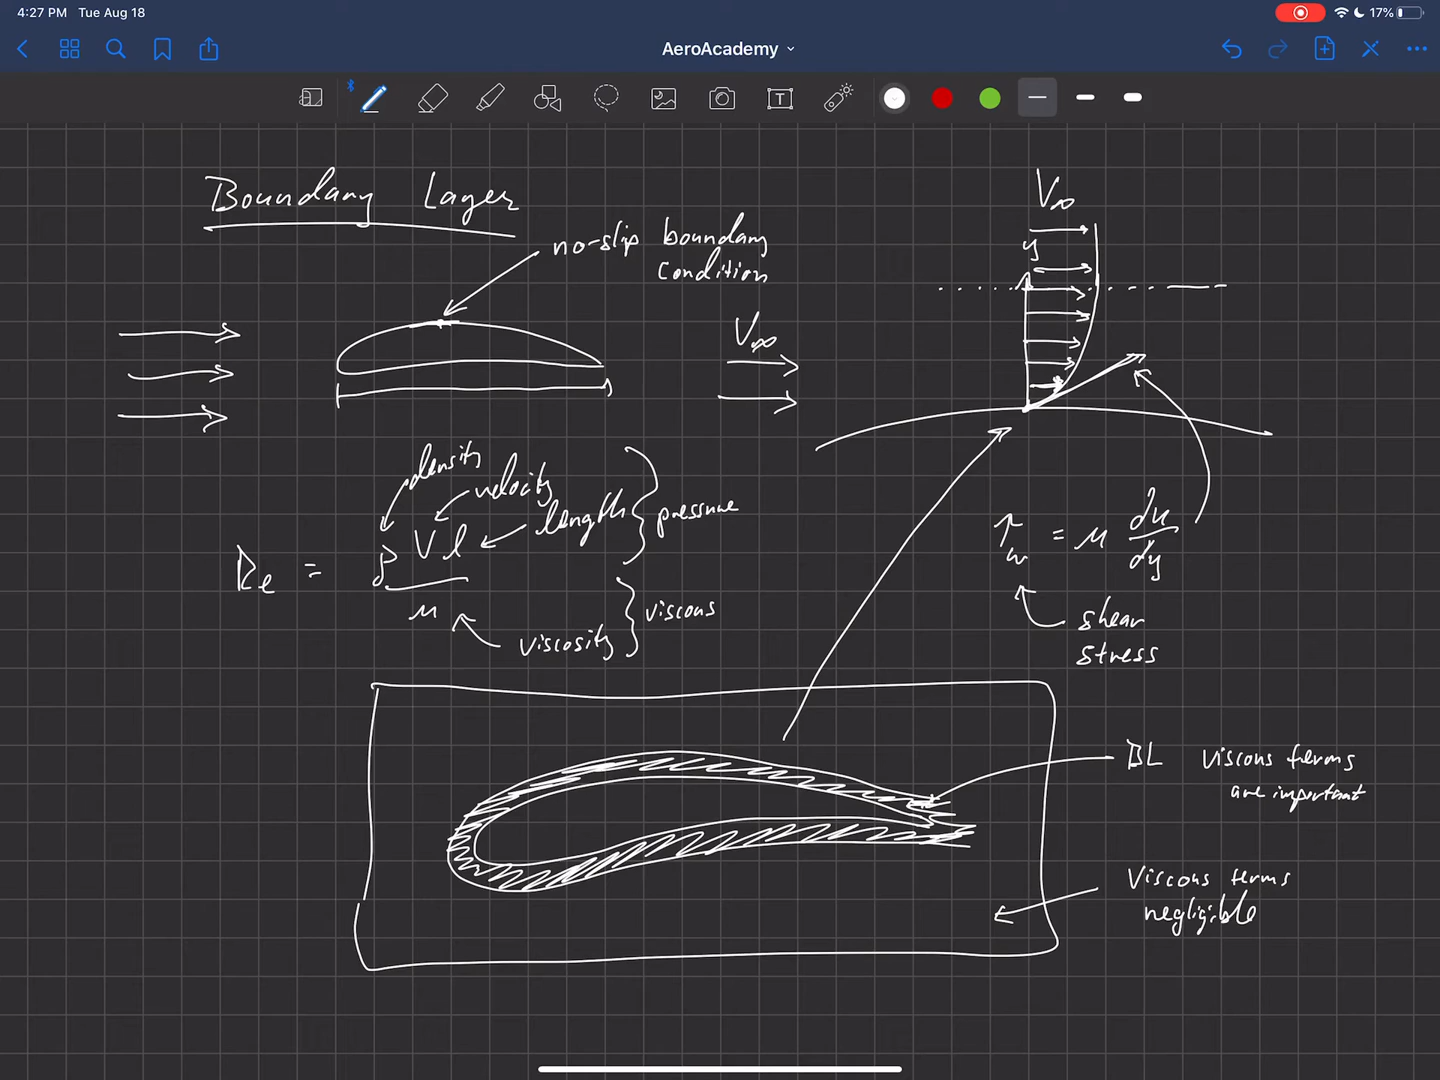 4:27 PM Tue Aug 18
17%
AeroAcademy
Boundary Layer
no-slip boundary
condition
V∞
y
V∞
density
velocity
length
pressure
Re = ρVl
μ
viscosity
viscous
τw = μ du
dy
shear
stress
BL Viscous terms
are important
Viscous terms
negligible